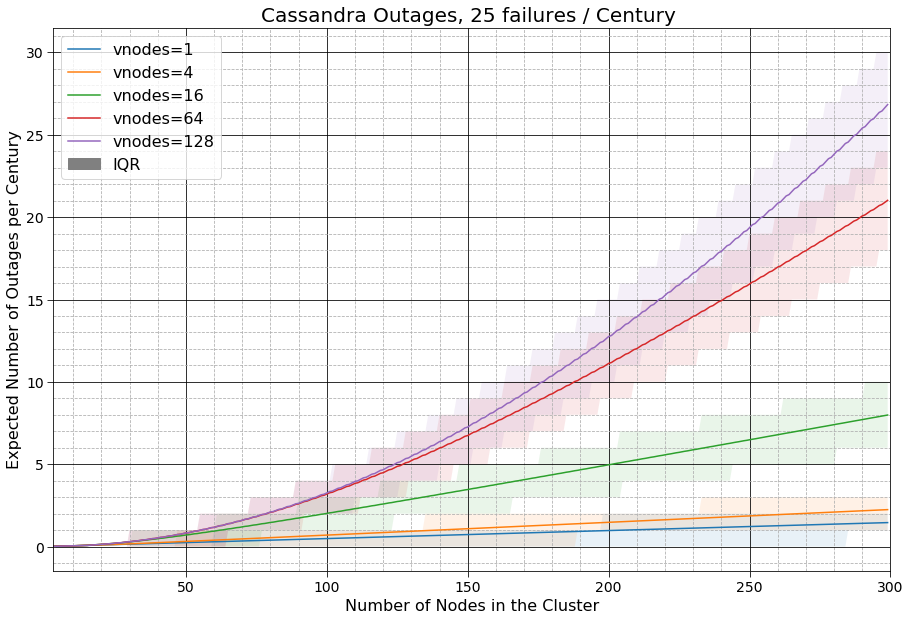 Cassandra Outages, 25 failures / Century
vnodes=1
vnodes=4
vnodes=16
vnodes=64
vnodes=128
IQR
Expected Number of Outages per Century
30
25
20
15
10
5
0
50 100 150 200 250 300
Number of Nodes in the Cluster